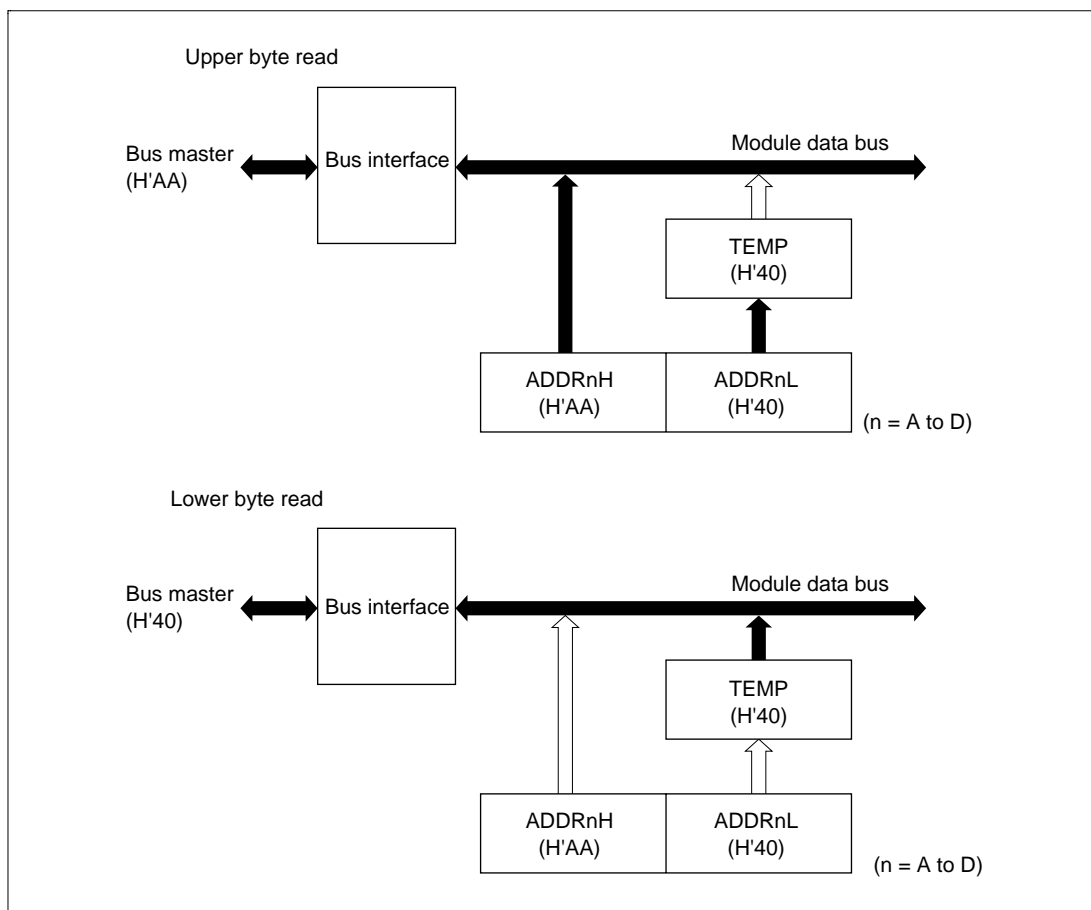 Upper byte read
Bus master
(H'AA)
Bus interface
Module data bus
TEMP
(H'40)
ADDRnH
(H'AA)
ADDRnL
(H'40)
(n = A to D)
Lower byte read
Bus master
(H'40)
Bus interface
Module data bus
TEMP
(H'40)
ADDRnH
(H'AA)
ADDRnL
(H'40)
(n = A to D)